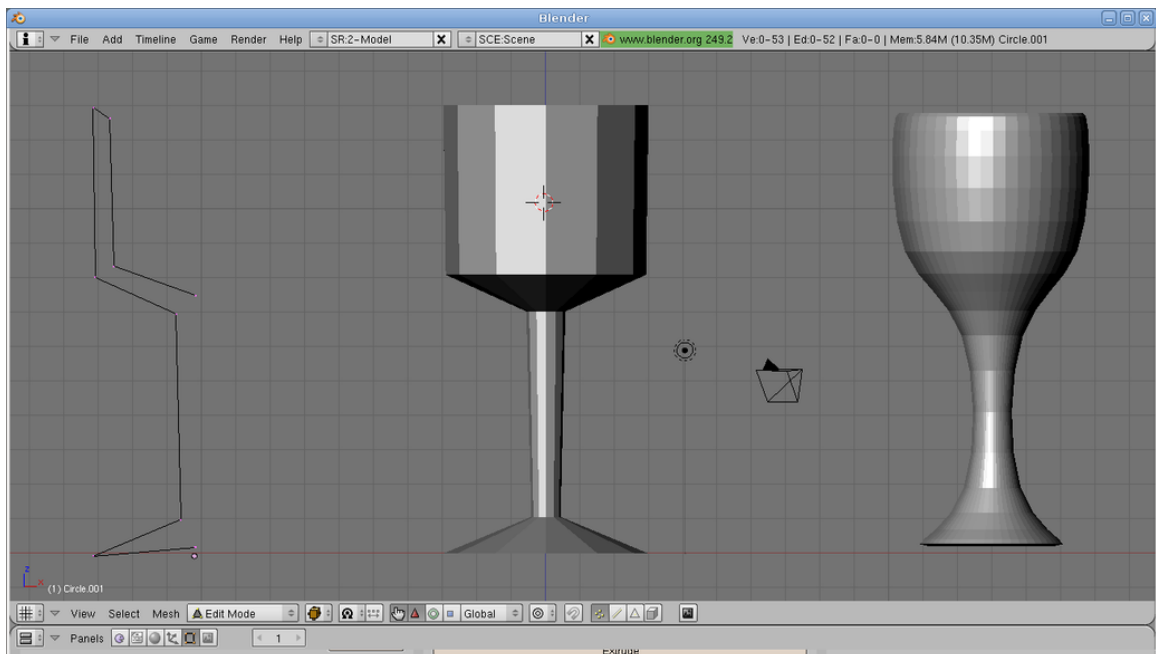 Blender
File Add Timeline Game Render Help SR:2-Model SCE:Scene www.blender.org 249.2 Ve:0-53 | Ed:0-52 | Fa:0-0 | Mem:5.84M (10.35M) Circle.001
z
x
(1) Circle.001
View Select Mesh Edit Mode Global
Panels 1
Extrude